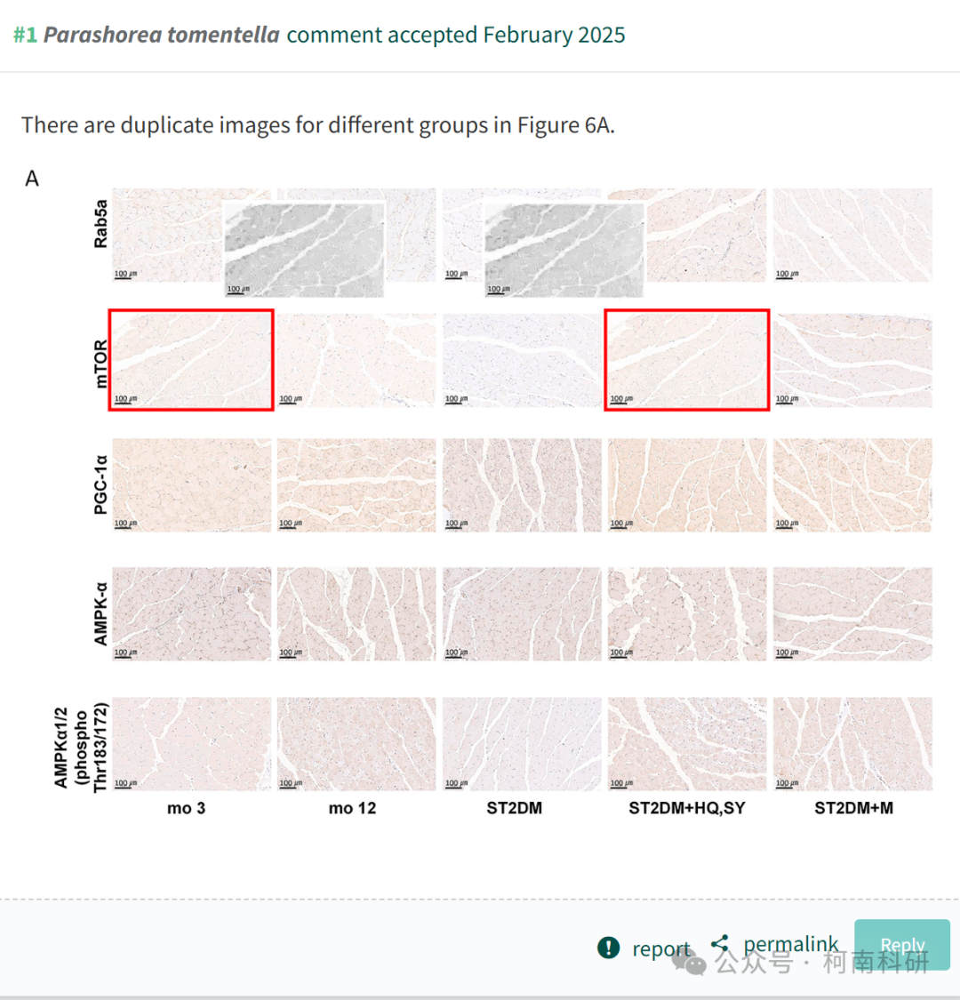 #1 Parashorea tomentella comment accepted February 2025
There are duplicate images for different groups in Figure 6A.
A
Rab5a
100 µm
100 µm
100 µm
100 µm
100 µm
mTOR
100 µm
100 µm
100 µm
100 µm
100 µm
PGC-1α
100 µm
100 µm
100 µm
100 µm
100 µm
AMPK-α
100 µm
100 µm
100 µm
100 µm
100 µm
AMPKα1/2
(phospho
Thr183/172)
100 µm
100 µm
100 µm
100 µm
100 µm
mo 3
mo 12
ST2DM
ST2DM+HQ,SY
ST2DM+M
! report
permalink
Reply
公众号 · 柯南科研